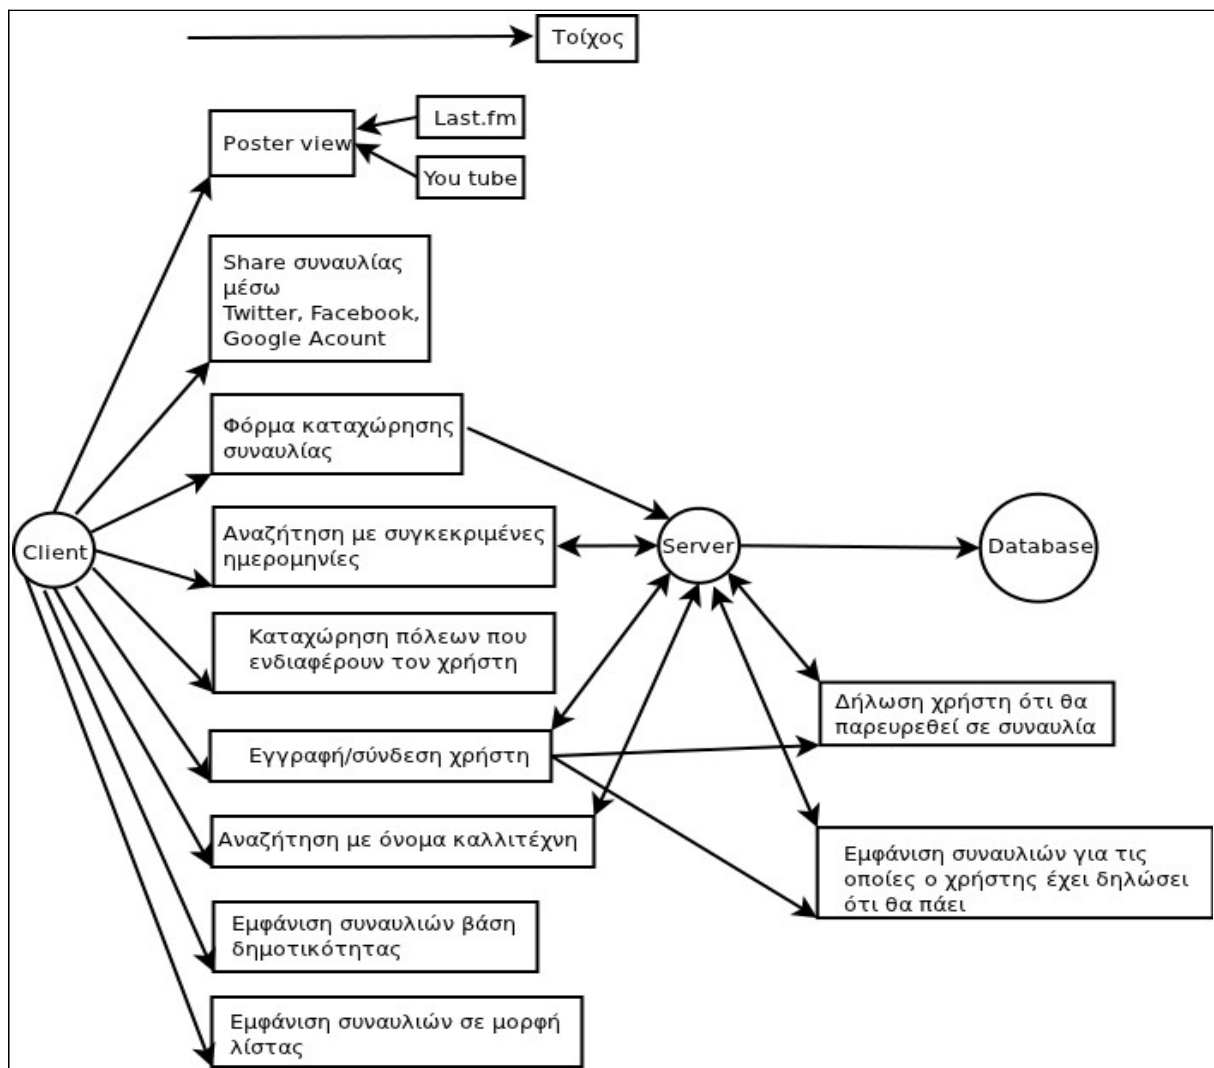 Τοίχος
Last.fm
Poster view
You tube
Share συναυλίας
μέσω
Twitter, Facebook,
Google Acount
Φόρμα καταχώρησης
συναυλίας
Αναζήτηση με συγκεκριμένες
ημερομηνίες
Client
Server
Database
Καταχώρηση πόλεων που
ενδιαφέρουν τον χρήστη
Δήλωση χρήστη ότι θα
παρευρεθεί σε συναυλία
Εγγραφή/σύνδεση χρήστη
Αναζήτηση με όνομα καλλιτέχνη
Εμφάνιση συναυλιών για τις
οποίες ο χρήστης έχει δηλώσει
ότι θα πάει
Εμφάνιση συναυλιών βάση
δημοτικότητας
Εμφάνιση συναυλιών σε μορφή
λίστας